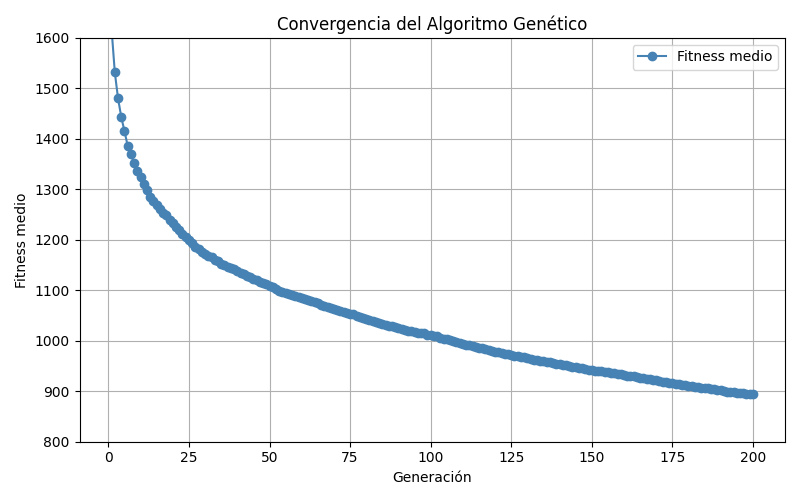 Convergencia del Algoritmo Genético
Fitness medio
1600
1500
1400
1300
1200
1100
1000
900
800
Fitness medio
0 25 50 75 100 125 150 175 200
Generación